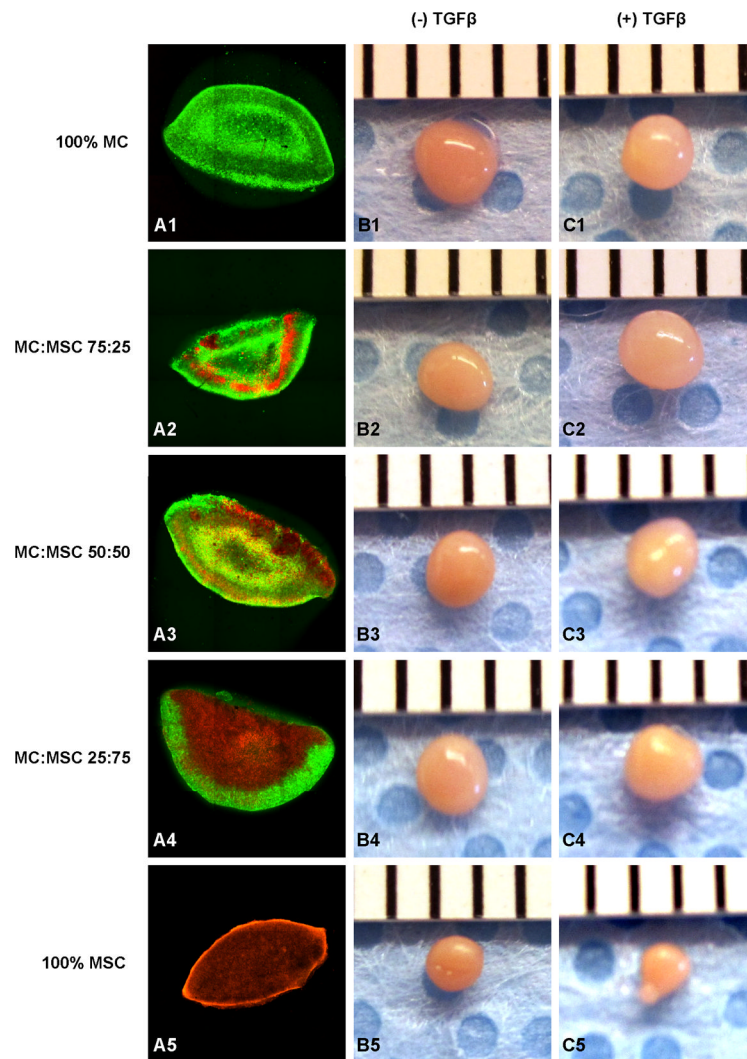 (-) TGFβ
(+) TGFβ
100% MC
A1
B1
C1
MC:MSC 75:25
A2
B2
C2
MC:MSC 50:50
A3
B3
C3
MC:MSC 25:75
A4
B4
C4
100% MSC
A5
B5
C5